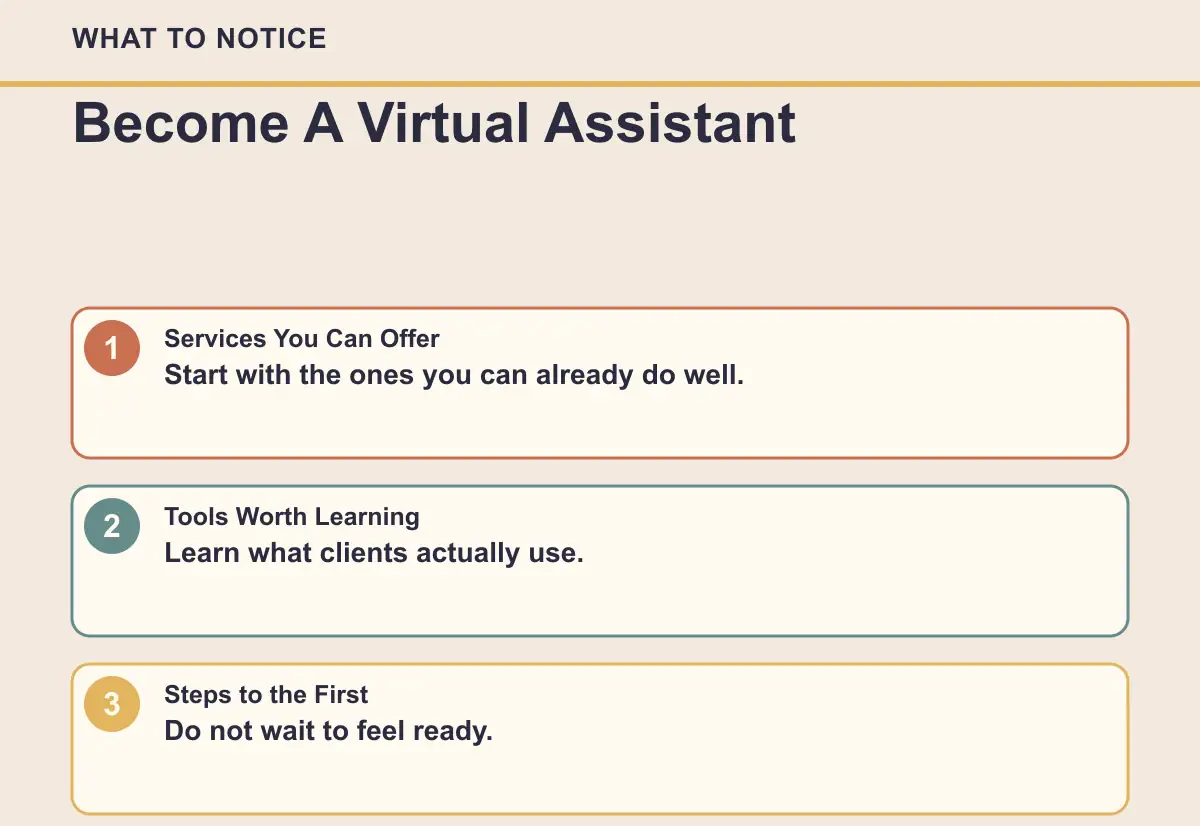 WHAT TO NOTICE
Become A Virtual Assistant
1
Services You Can Offer
Start with the ones you can already do well.
2
Tools Worth Learning
Learn what clients actually use.
3
Steps to the First
Do not wait to feel ready.